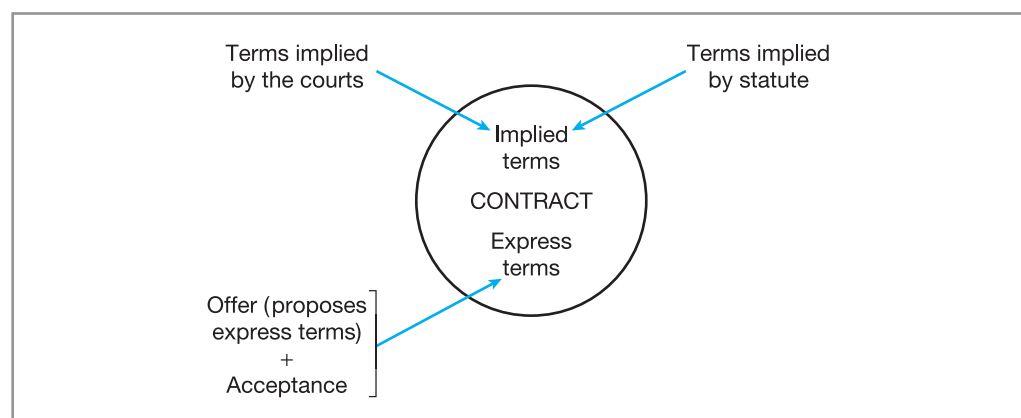 Terms implied
by the courts
Terms implied
by statute
Implied
terms
CONTRACT
Express
terms
Offer (proposes
express terms)
+
Acceptance